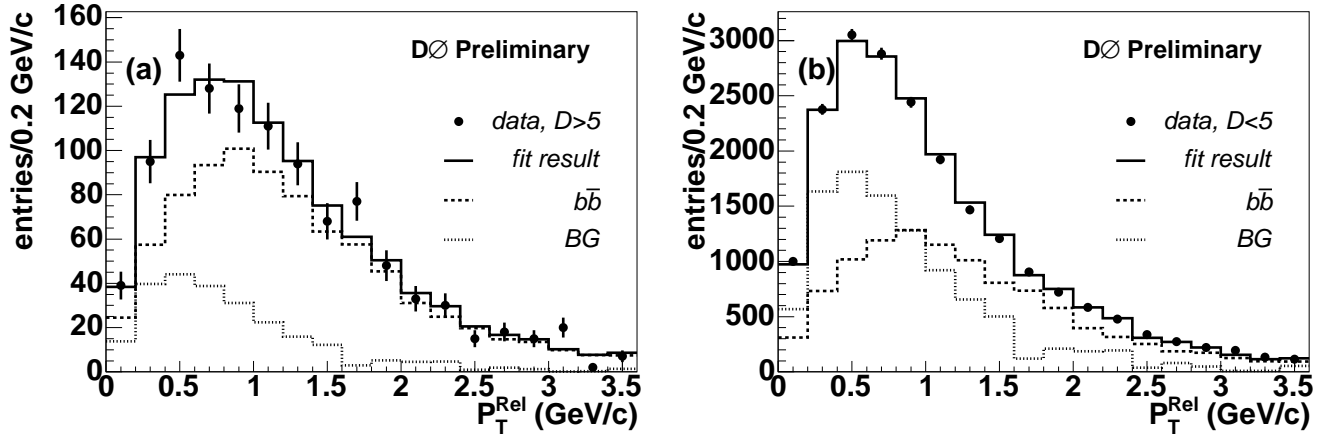 entries/0.2 GeV/c
160
140
120
100
80
60
40
20
0
(a)
DØ Preliminary
data, D>5
fit result
bb̅
BG
0 0.5 1 1.5 2 2.5 3 3.5
P_T^Rel (GeV/c)
entries/0.2 GeV/c
3000
2500
2000
1500
1000
500
0
(b)
DØ Preliminary
data, D<5
fit result
bb̅
BG
0 0.5 1 1.5 2 2.5 3 3.5
P_T^Rel (GeV/c)